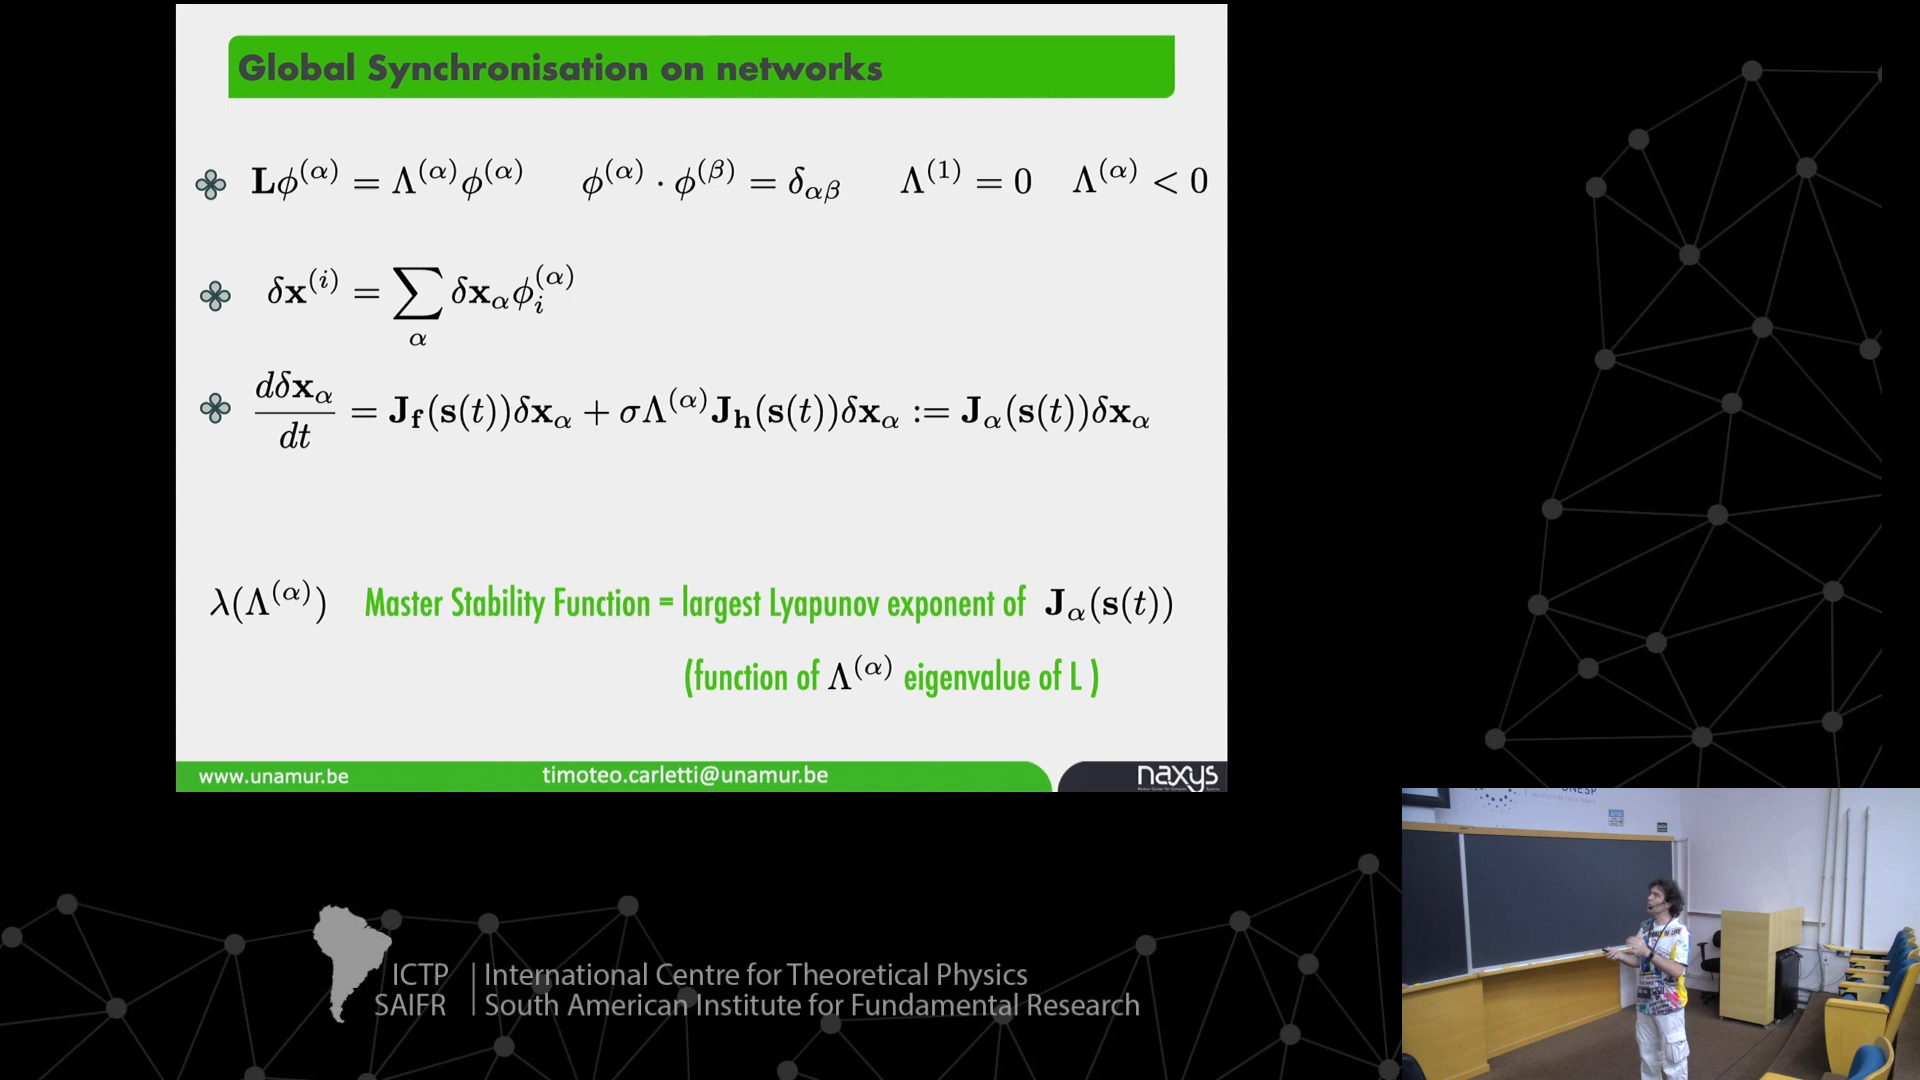 Global Synchronisation on networks
𝐋ϕ^(α) = Λ^(α)ϕ^(α) ϕ^(α) · ϕ^(β) = δ_αβ Λ^(1) = 0 Λ^(α) < 0
δ𝐱^(i) = ∑_α δ𝐱_α ϕ_i^(α)
dδ𝐱_α/dt = 𝐉_𝐟(𝐬(t))δ𝐱_α + σΛ^(α)𝐉_𝐡(𝐬(t))δ𝐱_α := 𝐉_α(𝐬(t))δ𝐱_α
λ(Λ^(α)) Master Stability Function = largest Lyapunov exponent of 𝐉_α(𝐬(t))
(function of Λ^(α) eigenvalue of L )
www.unamur.be timoteo.carletti@unamur.be naxys
UNESP
ICTP | International Centre for Theoretical Physics
SAIFR | South American Institute for Fundamental Research